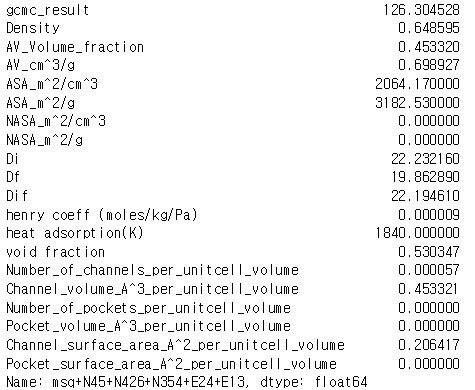 gcmc_result 126.304528
Density 0.648595
AV_Volume_fraction 0.453320
AV_cm^3/g 0.698927
ASA_m^2/cm^3 2064.170000
ASA_m^2/g 3182.530000
NASA_m^2/cm^3 0.000000
NASA_m^2/g 0.000000
Di 22.232160
Df 19.862890
Dif 22.194610
henry coeff (moles/kg/Pa) 0.000009
heat adsorption(K) 1840.000000
void fraction 0.530347
Number_of_channels_per_unitcell_volume 0.000057
Channel_volume_A^3_per_unitcell_volume 0.453321
Number_of_pockets_per_unitcell_volume 0.000000
Pocket_volume_A^3_per_unitcell_volume 0.000000
Channel_surface_area_A^2_per_unitcell_volume 0.206417
Pocket_surface_area_A^2_per_unitcell_volume 0.000000
Name: msq+N45+N426+N354+E24+E13, dtype: float64